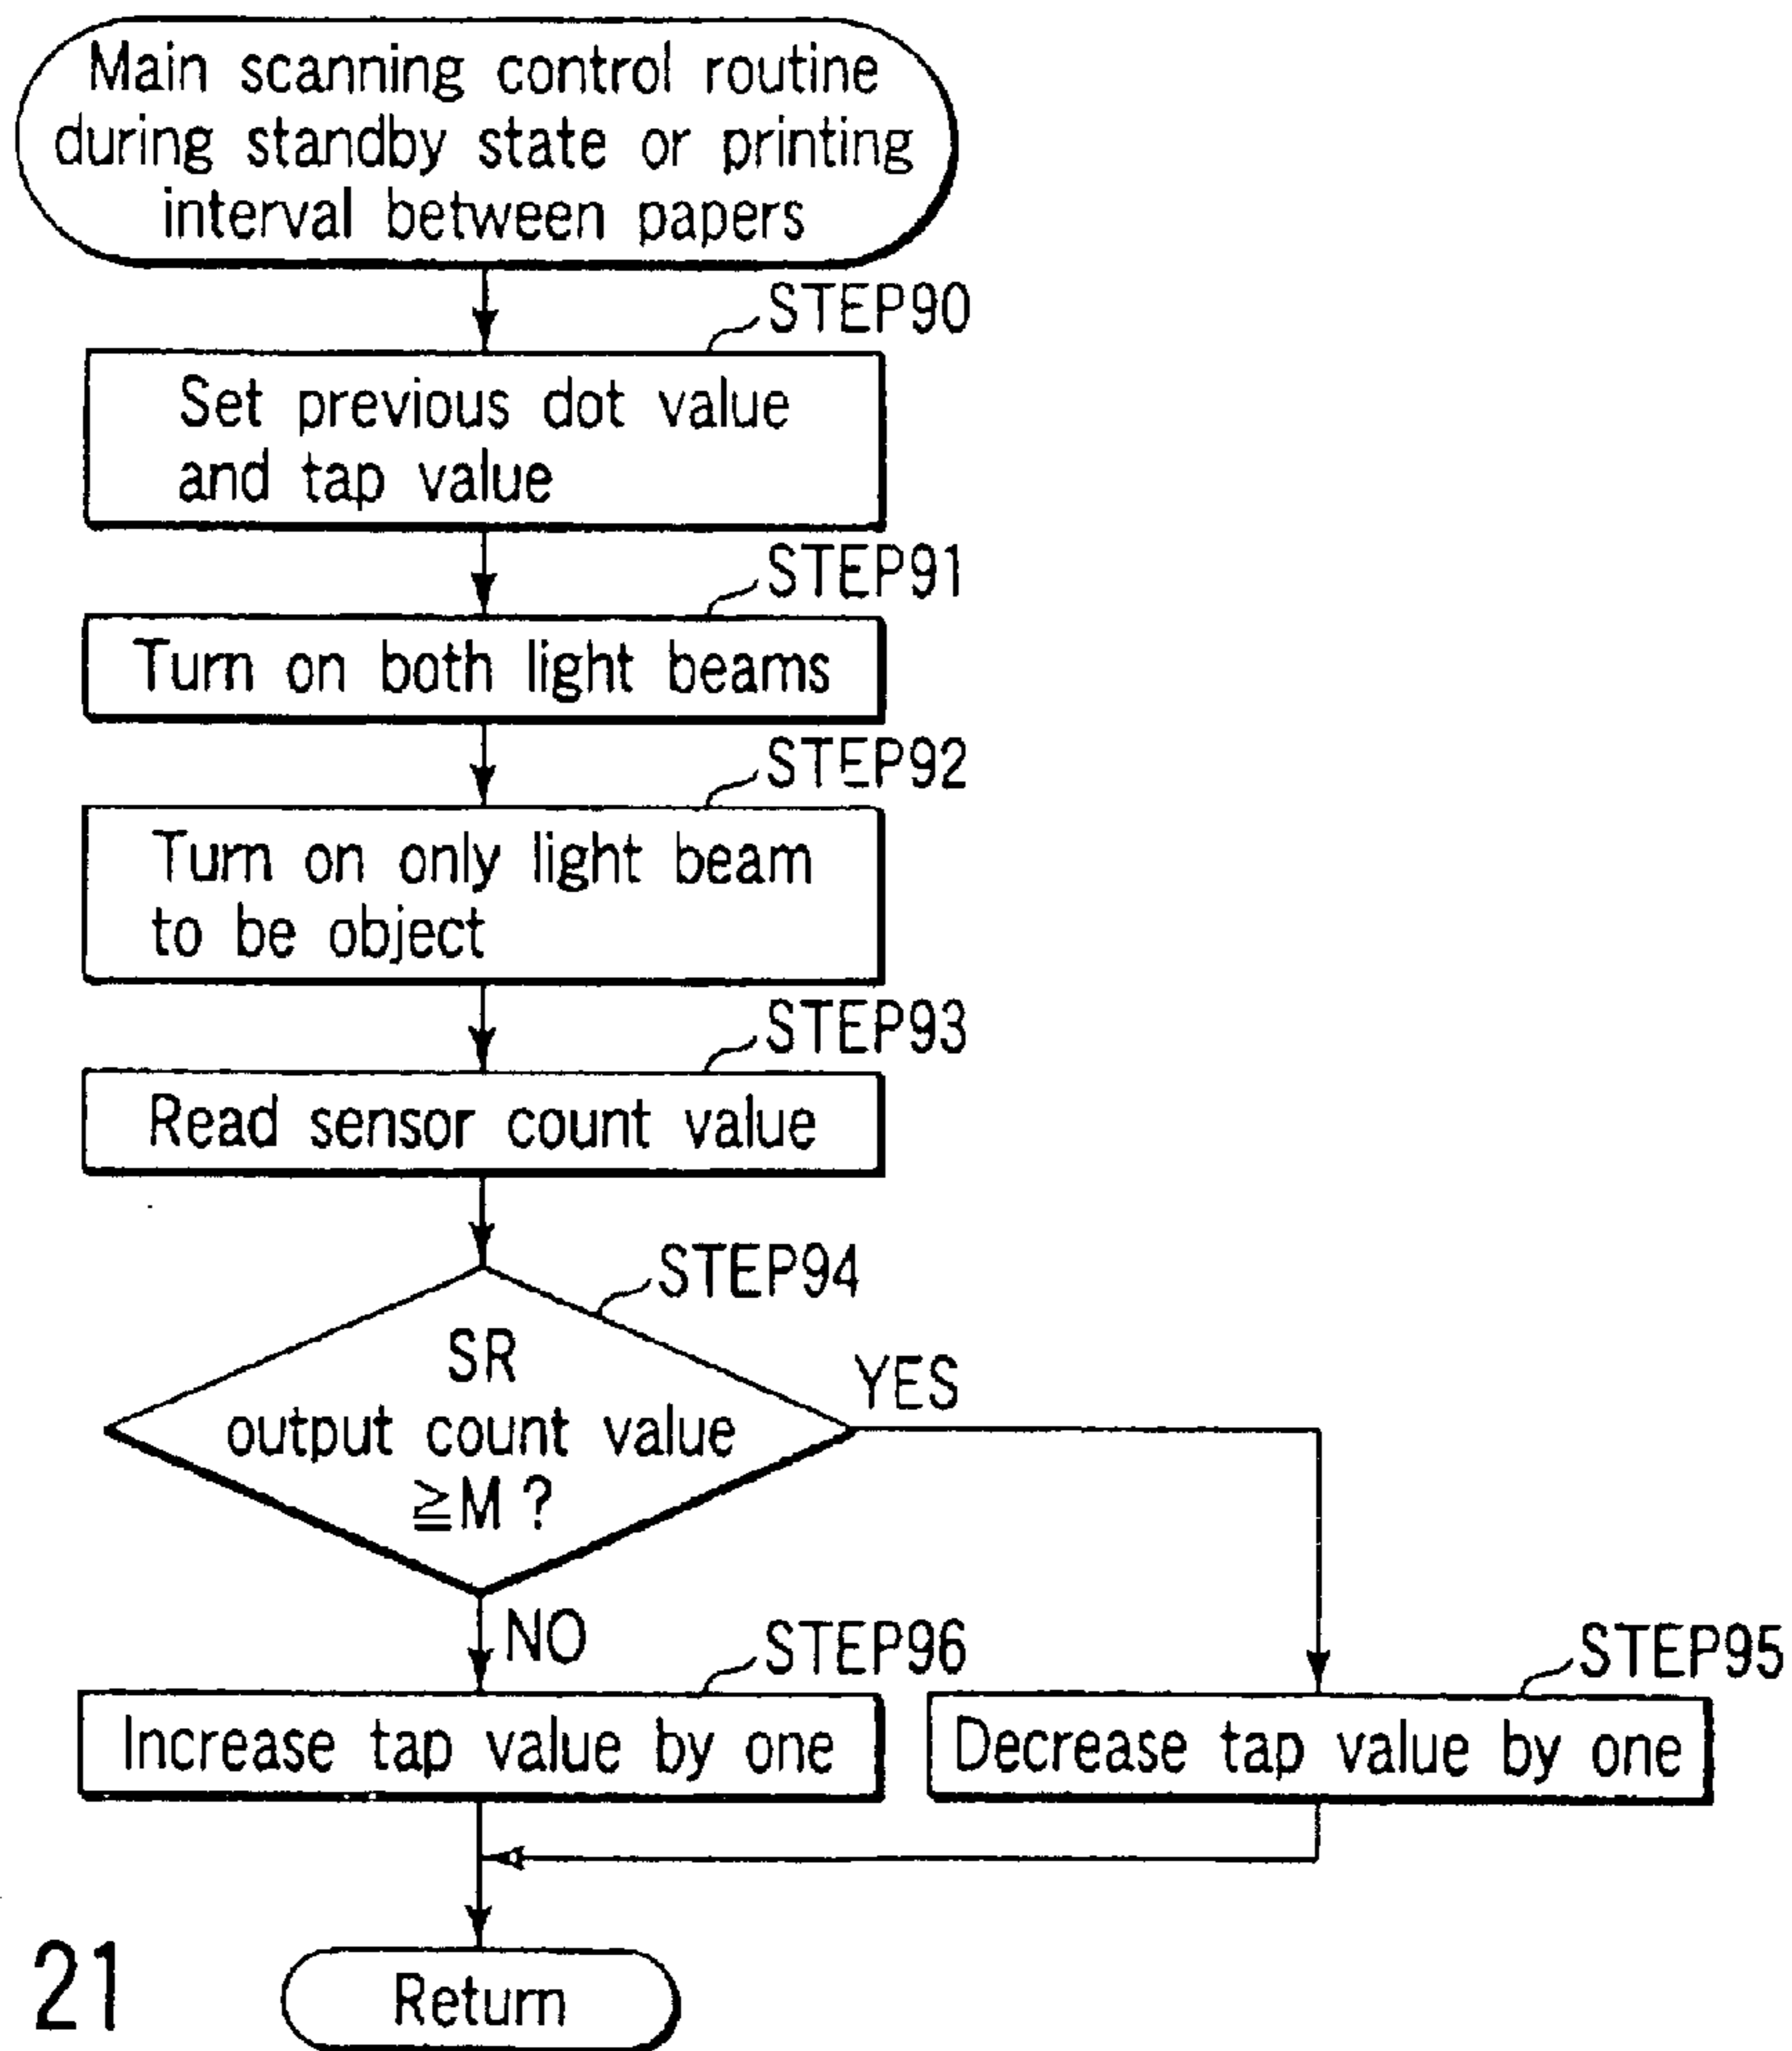 Main scanning control routine
during standby state or printing
interval between papers
STEP90
Set previous dot value
and tap value
STEP91
Turn on both light beams
STEP92
Turn on only light beam
to be object
STEP93
Read sensor count value
STEP94
SR
output count value
≧M ?
YES
NO
STEP96
Increase tap value by one
STEP95
Decrease tap value by one
Return
21